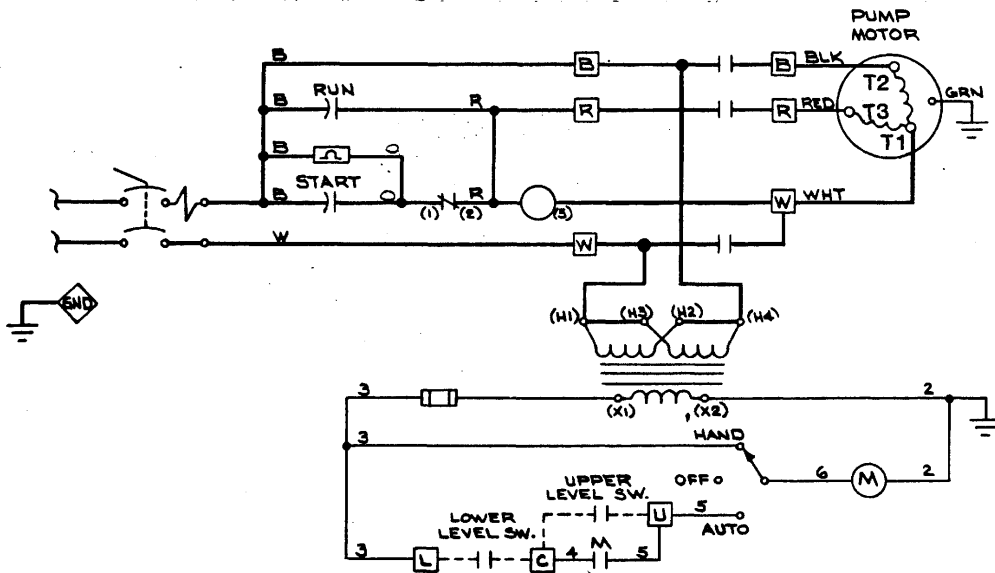 PUMP
MOTOR
B
B
B
BLK
T2
GRN
B
RUN
R
R
R
RED
T3
T1
B
O
START
B
O
(1)
R
(2)
(3)
W
WHT
W
W
GND
(H1)
(H3)
(H2)
(H4)
3
(X1)
(X2)
2
3
HAND
6
M
2
OFF
UPPER
LEVEL SW.
U
5
AUTO
LOWER
LEVEL SW.
M
3
L
C
4
5